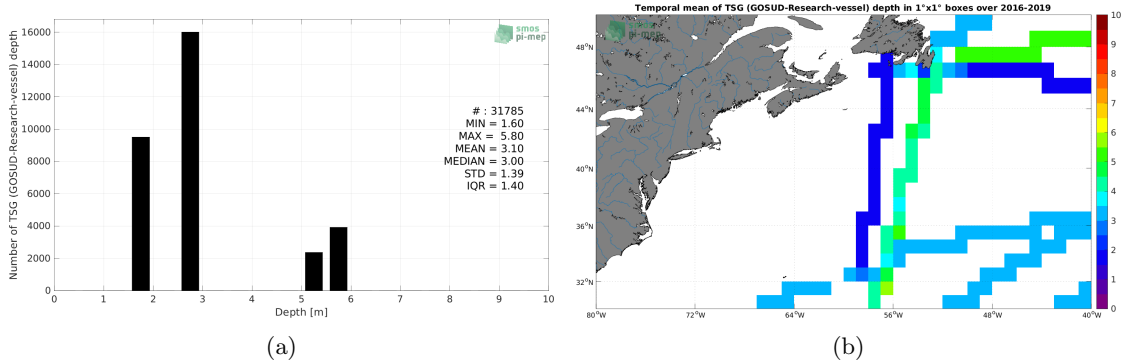 smos
pi-mep
Number of TSG (GOSUD-Research-vessel) depth
16000
14000
12000
10000
8000
6000
4000
2000
0
# : 31785
MIN = 1.60
MAX = 5.80
MEAN = 3.10
MEDIAN = 3.00
STD = 1.39
IQR = 1.40
0 1 2 3 4 5 6 7 8 9 10
Depth [m]
(a)
Temporal mean of TSG (GOSUD-Research-vessel) depth in 1°x1° boxes over 2016-2019
smos
pi-mep
48°N
44°N
40°N
36°N
32°N
80°W 72°W 64°W 56°W 48°W 40°W
10
9
8
7
6
5
4
3
2
1
0
(b)